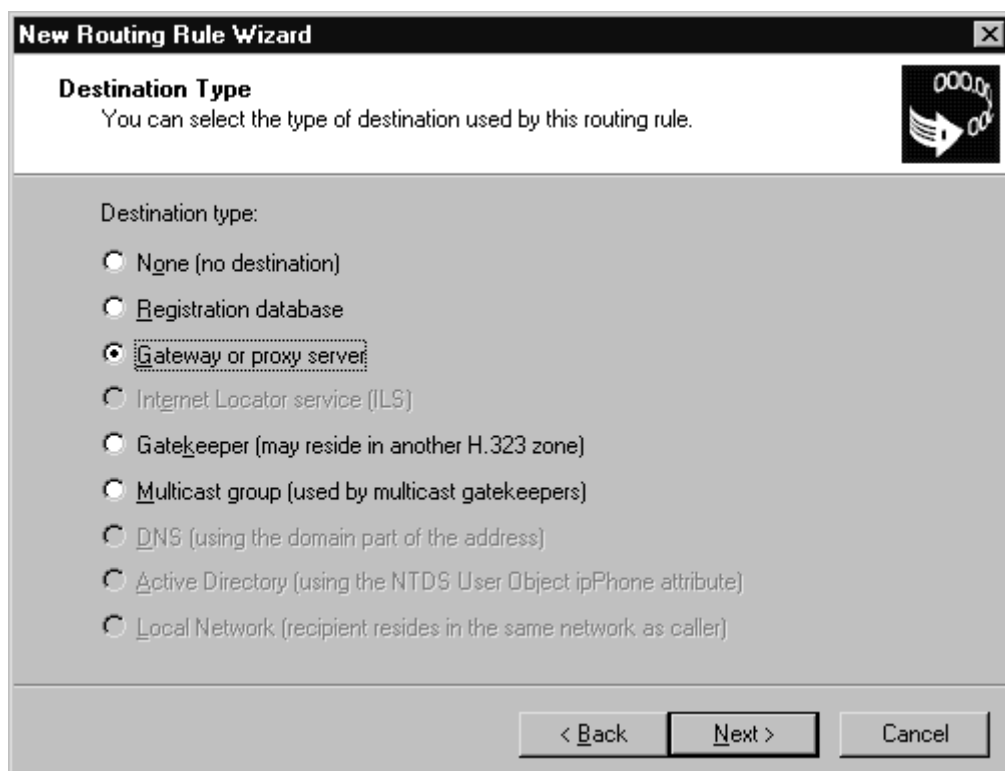 New Routing Rule Wizard
Destination Type
You can select the type of destination used by this routing rule.
Destination type:
None (no destination)
Registration database
Gateway or proxy server
Internet Locator service (ILS)
Gatekeeper (may reside in another H.323 zone)
Multicast group (used by multicast gatekeepers)
DNS (using the domain part of the address)
Active Directory (using the NTDS User Object ipPhone attribute)
Local Network (recipient resides in the same network as caller)
< Back Next > Cancel